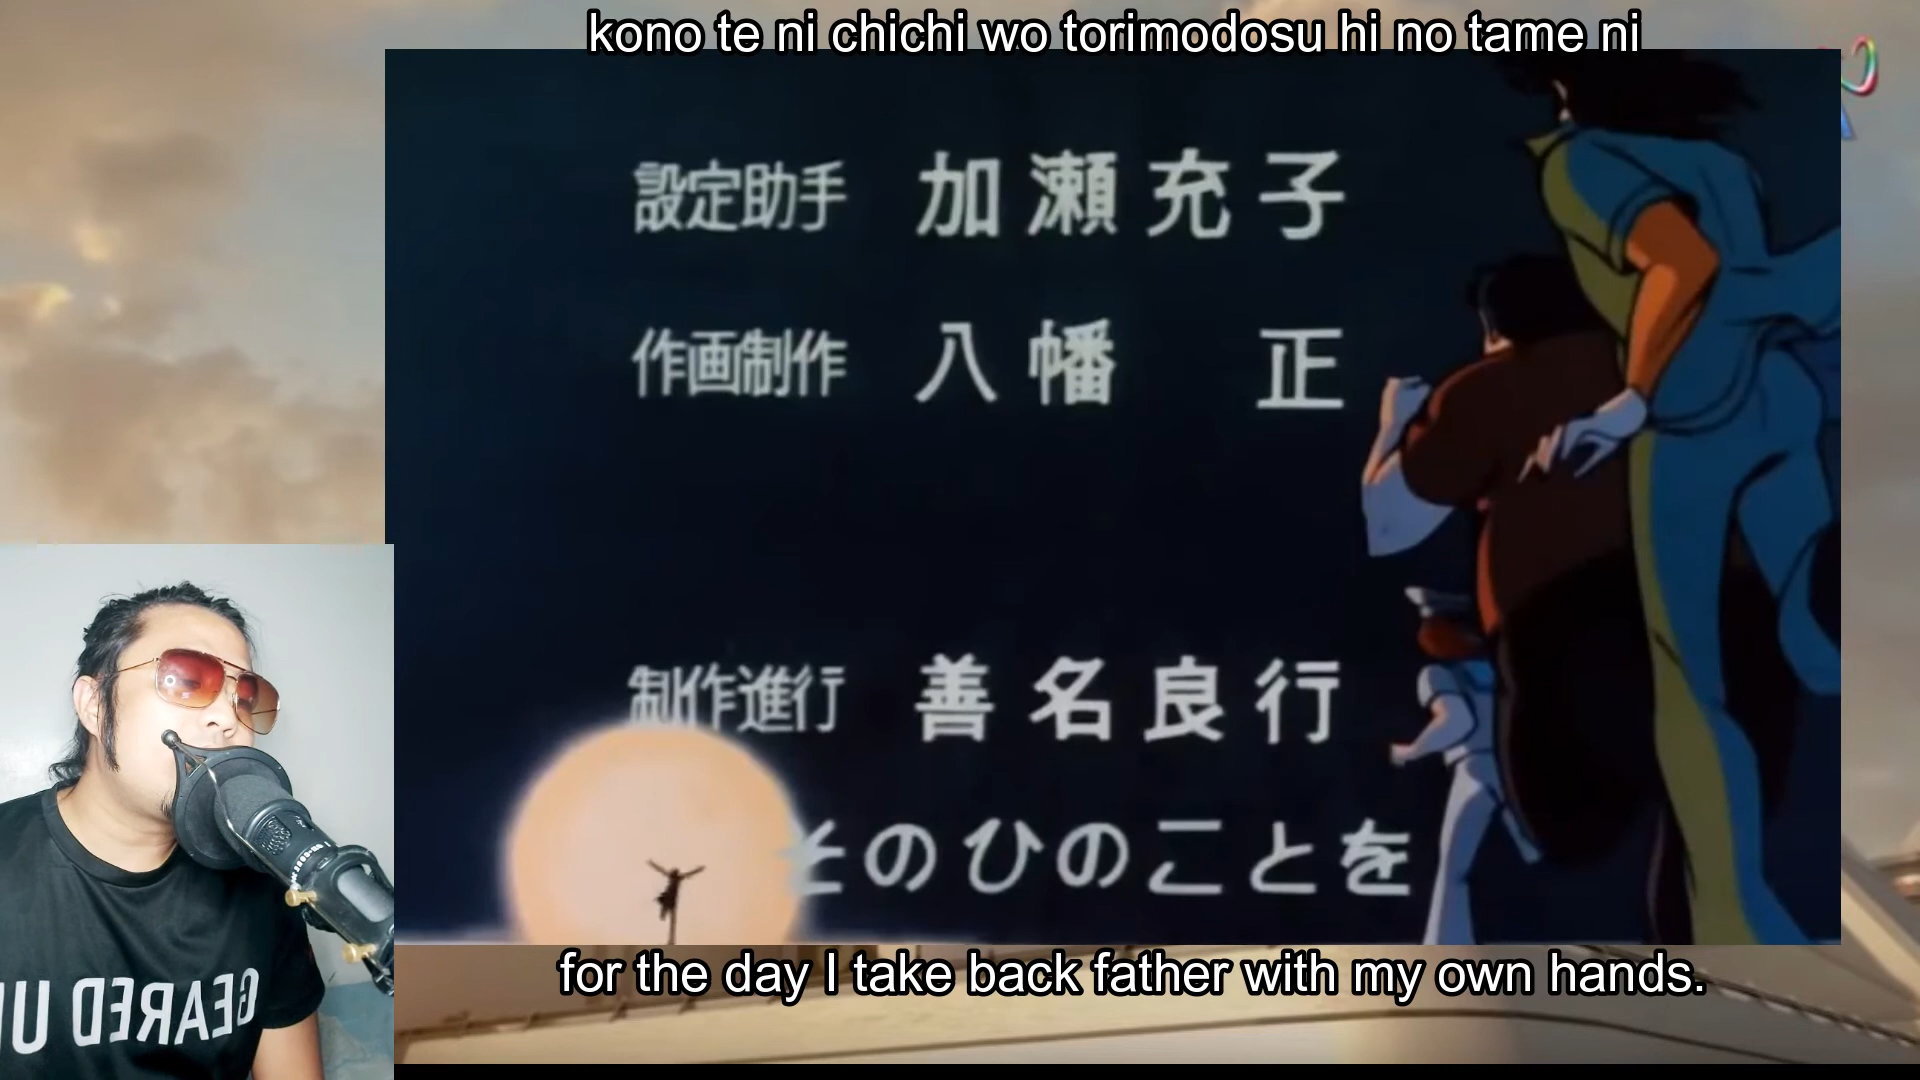 kono te ni chichi wo torimodosu hi no tame ni
設定助手 加瀬充子
作画制作 八幡 正
制作進行 善名良行
そのひのことを
for the day I take back father with my own hands.
GEARED U